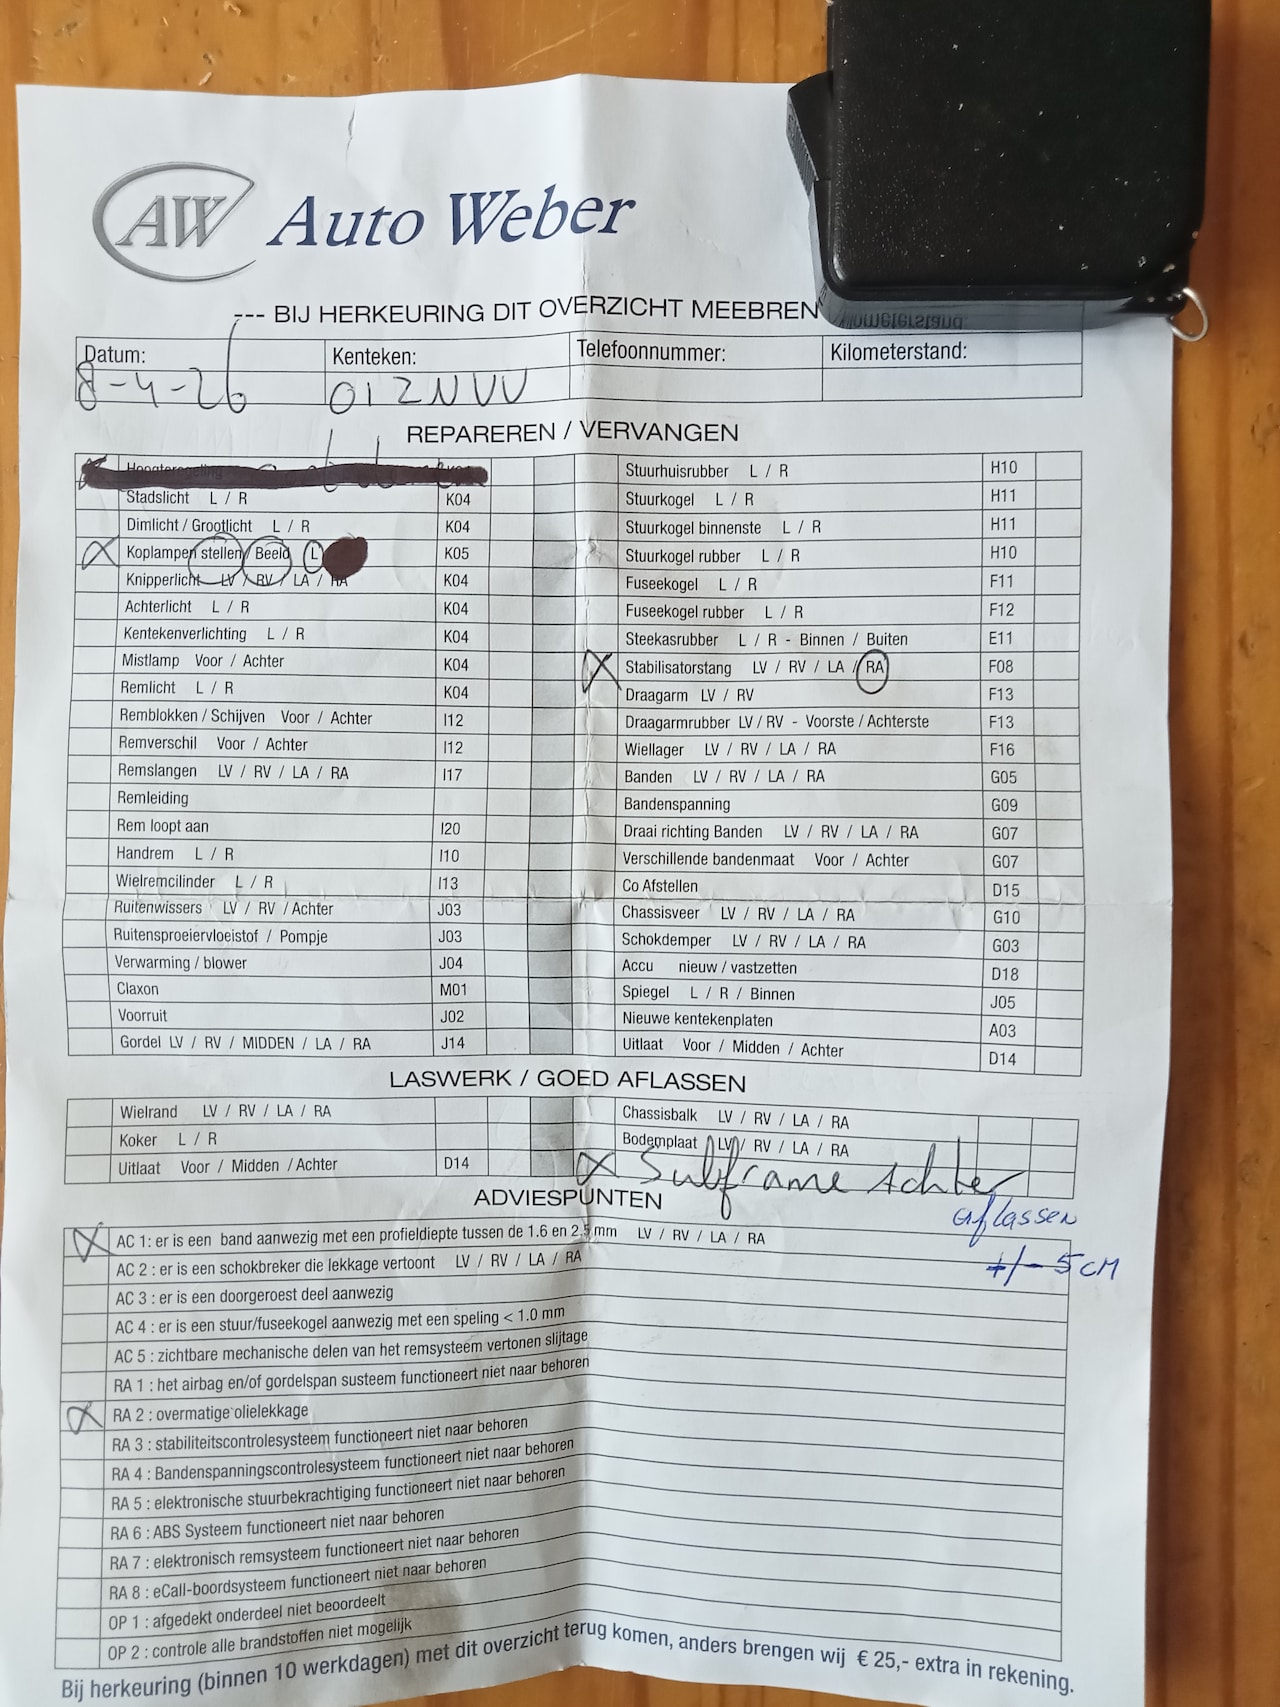 AW Auto Weber
--- BIJ HERKEURING DIT OVERZICHT MEEBREN
Datum: Kenteken: Telefoonnummer: Kilometerstand:
8-4-26 01ZNVV
REPAREREN / VERVANGEN
Hoogteregeling
Stadslicht L / R K04
Dimlicht / Grootlicht L / R K04
X Koplampen stellen / Beeld L K05
Knipperlicht LV / RV / LA / RA K04
Achterlicht L / R K04
Kentekenverlichting L / R K04
Mistlamp Voor / Achter K04
Remlicht L / R K04
Remblokken / Schijven Voor / Achter I12
Remverschil Voor / Achter I12
Remslangen LV / RV / LA / RA I17
Remleiding
Rem loopt aan I20
Handrem L / R I10
Wielremcilinder L / R I13
Ruitenwissers LV / RV / Achter J03
Ruitensproeiervloeistof / Pompje J03
Verwarming / blower J04
Claxon M01
Voorruit J02
Gordel LV / RV / MIDDEN / LA / RA J14
Stuurhuisrubber L / R H10
Stuurkogel L / R H11
Stuurkogel binnenste L / R H11
Stuurkogel rubber L / R H10
Fuseekogel L / R F11
Fuseekogel rubber L / R F12
Steekasrubber L / R - Binnen / Buiten E11
X Stabilisatorstang LV / RV / LA / RA F08
Draagarm LV / RV F13
Draagarmrubber LV / RV - Voorste / Achterste F13
Wiellager LV / RV / LA / RA F16
Banden LV / RV / LA / RA G05
Bandenspanning G09
Draai richting Banden LV / RV / LA / RA G07
Verschillende bandenmaat Voor / Achter G07
Co Afstellen D15
Chassisveer LV / RV / LA / RA G10
Schokdemper LV / RV / LA / RA G03
Accu nieuw / vastzetten D18
Spiegel L / R / Binnen J05
Nieuwe kentekenplaten A03
Uitlaat Voor / Midden / Achter D14
LASWERK / GOED AFLASSEN
Wielrand LV / RV / LA / RA
Koker L / R
Uitlaat Voor / Midden / Achter D14
Chassisbalk LV / RV / LA / RA
Bodemplaat LV / RV / LA / RA
X Subframe Achter
aflassen
+/- 5 CM
ADVIESPUNTEN
X AC 1: er is een band aanwezig met een profieldiepte tussen de 1.6 en 2.5 mm LV / RV / LA / RA
AC 2 : er is een schokbreker die lekkage vertoont LV / RV / LA / RA
AC 3 : er is een doorgeroest deel aanwezig
AC 4 : er is een stuur/fuseekogel aanwezig met een speling < 1.0 mm
AC 5 : zichtbare mechanische delen van het remsysteem vertonen slijtage
RA 1 : het airbag en/of gordelspan susteem functioneert niet naar behoren
X RA 2 : overmatige olielekkage
RA 3 : stabiliteitscontrolesysteem functioneert niet naar behoren
RA 4 : Bandenspanningscontrolesysteem functioneert niet naar behoren
RA 5 : elektronische stuurbekrachtiging functioneert niet naar behoren
RA 6 : ABS Systeem functioneert niet naar behoren
RA 7 : elektronisch remsysteem functioneert niet naar behoren
RA 8 : eCall-boordsysteem functioneert niet naar behoren
OP 1 : afgedekt onderdeel niet beoordeelt
OP 2 : controle alle brandstoffen niet mogelijk
Bij herkeuring (binnen 10 werkdagen) met dit overzicht terug komen, anders brengen wij € 25,- extra in rekening.